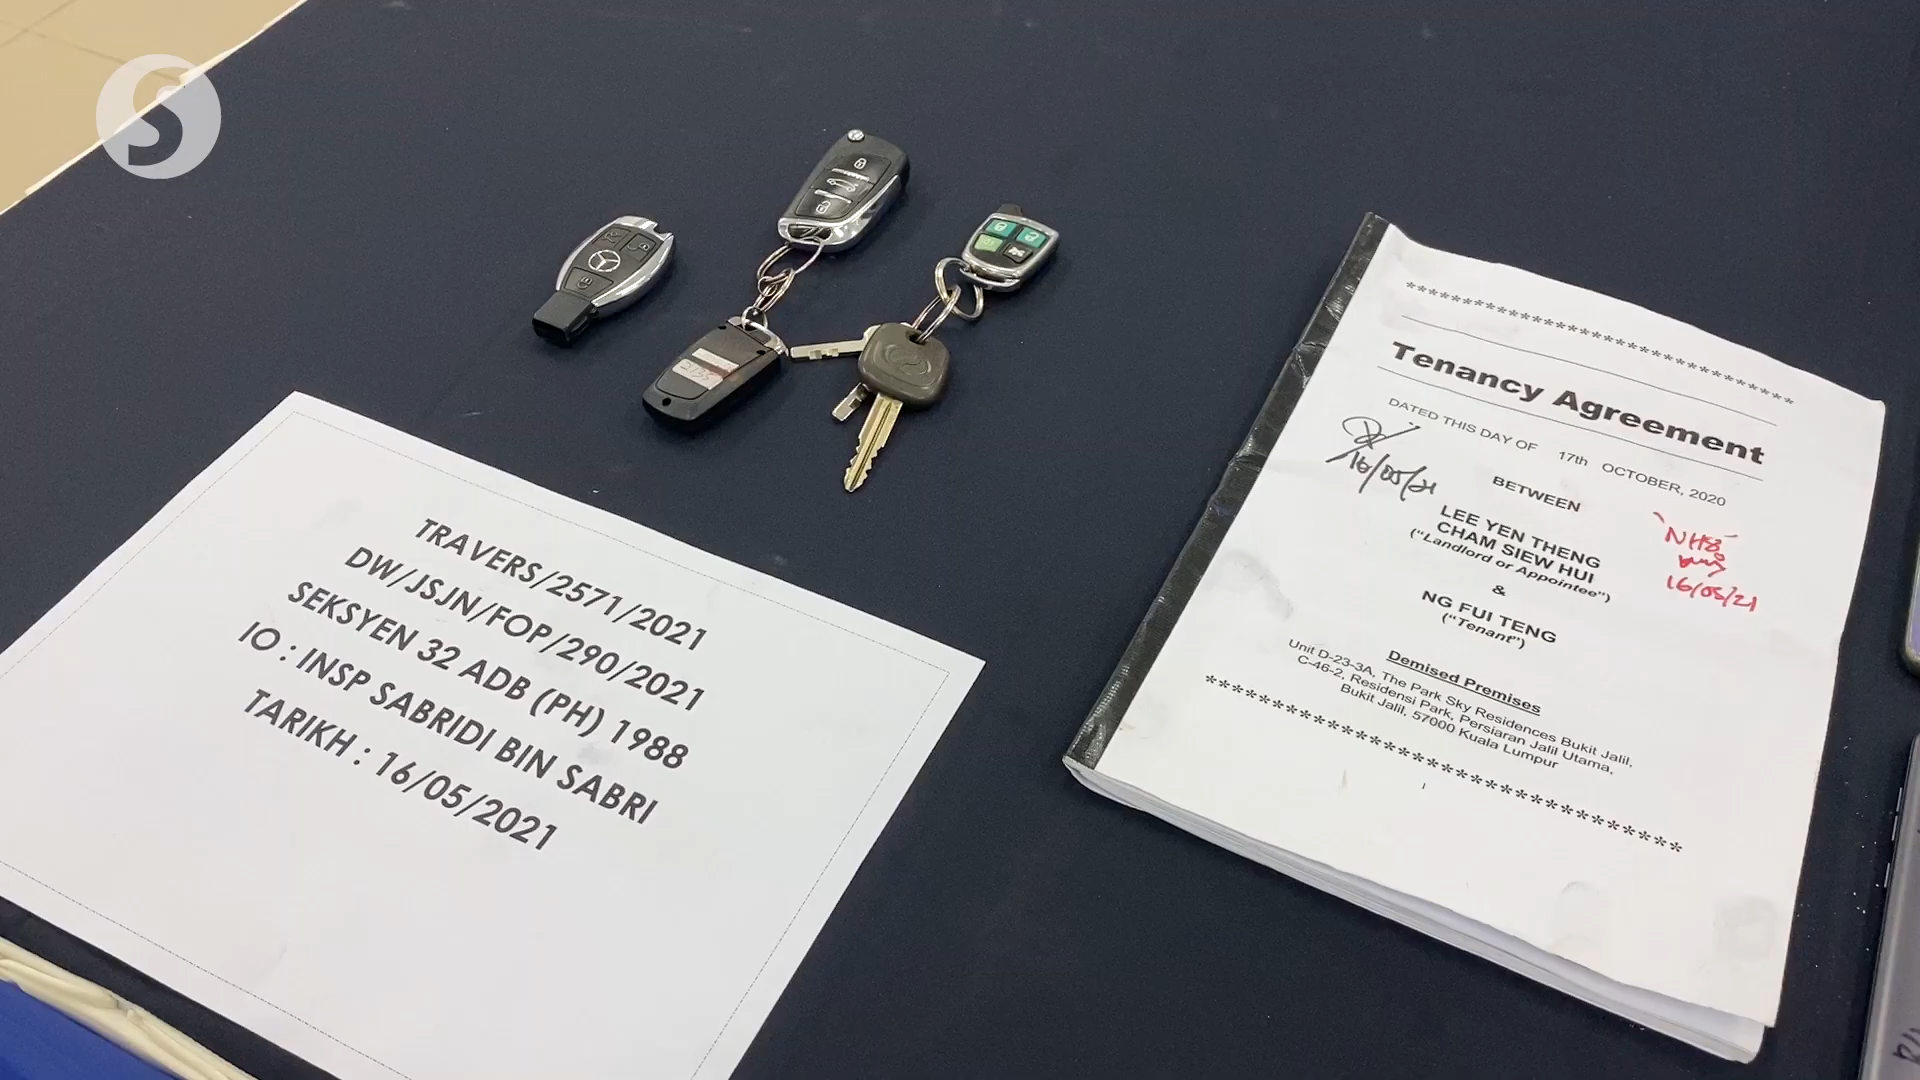 TRAVERS/2571/2021
DW/JSJN/FOP/290/2021
SEKSYEN 32 ADB (PH) 1988
IO : INSP SABRIDI BIN SABRI
TARIKH : 16/05/2021
****************************************
Tenancy Agreement
DATED THIS DAY OF 17th OCTOBER, 2020
16/05/21
BETWEEN
LEE YEN THENG
CHAM SIEW HUI
("Landlord or Appointee")
&
NG FUI TENG
("Tenant")
16/05/21
Demised Premises
Unit D-23-3A, The Park Sky Residences Bukit Jalil,
C-46-2, Residensi Park, Persiaran Jalil Utama,
Bukit Jalil, 57000 Kuala Lumpur
****************************************
S